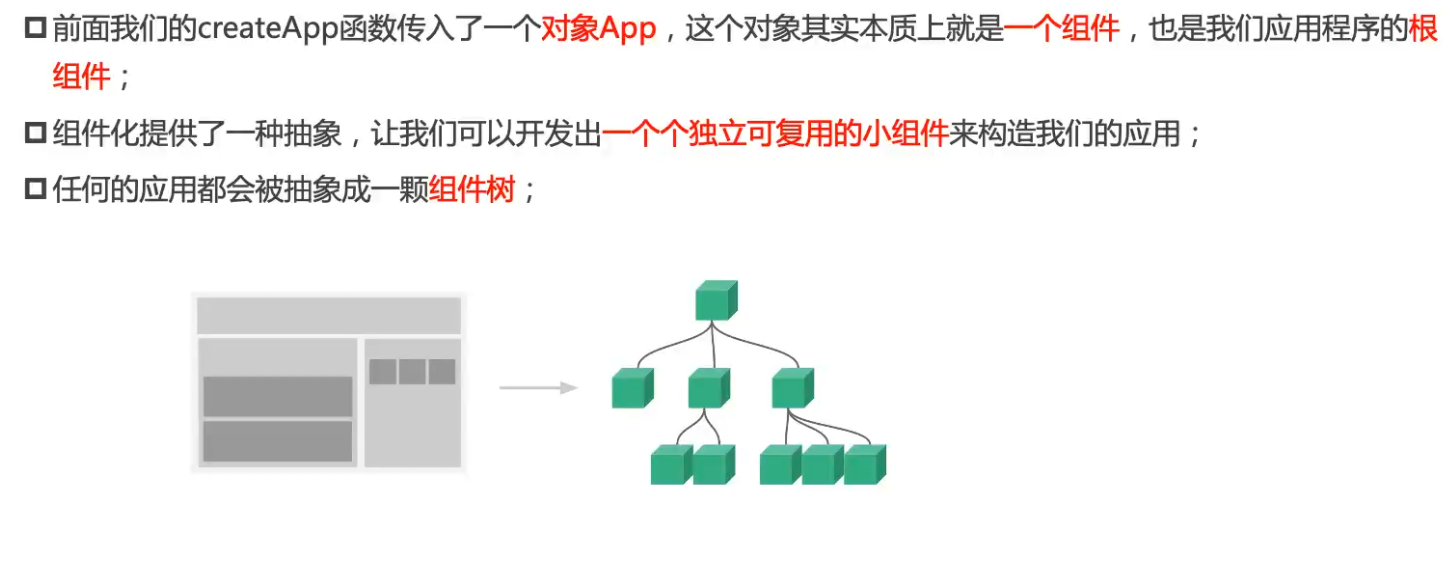 前面我们的createApp函数传入了一个对象App，这个对象其实本质上就是一个组件，也是我们应用程序的根
组件；
组件化提供了一种抽象，让我们可以开发出一个个独立可复用的小组件来构造我们的应用；
任何的应用都会被抽象成一颗组件树；